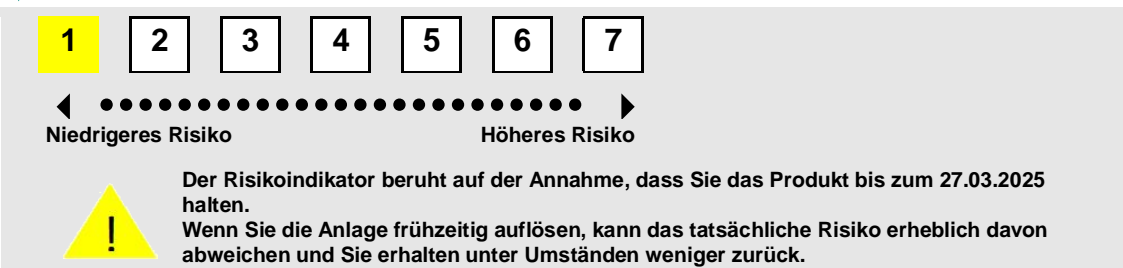 1 2 3 4 5 6 7
Niedrigeres Risiko Höheres Risiko
Der Risikoindikator beruht auf der Annahme, dass Sie das Produkt bis zum 27.03.2025
halten.
Wenn Sie die Anlage frühzeitig auflösen, kann das tatsächliche Risiko erheblich davon
abweichen und Sie erhalten unter Umständen weniger zurück.
!